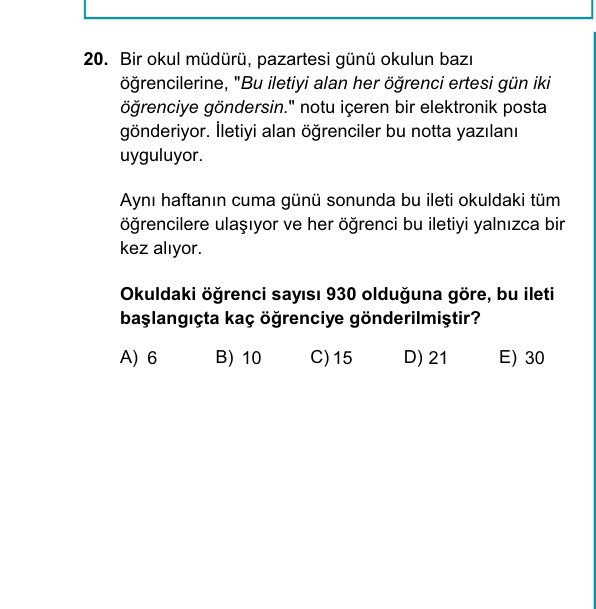 20. Bir okul müdürü, pazartesi günü okulun bazı
öğrencilerine, "Bu iletiyi alan her öğrenci ertesi gün iki
öğrenciye göndersin." notu içeren bir elektronik posta
gönderiyor. İletiyi alan öğrenciler bu notta yazılanı
uyguluyor.
Aynı haftanın cuma günü sonunda bu ileti okuldaki tüm
öğrencilere ulaşıyor ve her öğrenci bu iletiyi yalnızca bir
kez alıyor.
Okuldaki öğrenci sayısı 930 olduğuna göre, bu ileti
başlangıçta kaç öğrenciye gönderilmiştir?
A) 6 B) 10 C) 15 D) 21 E) 30